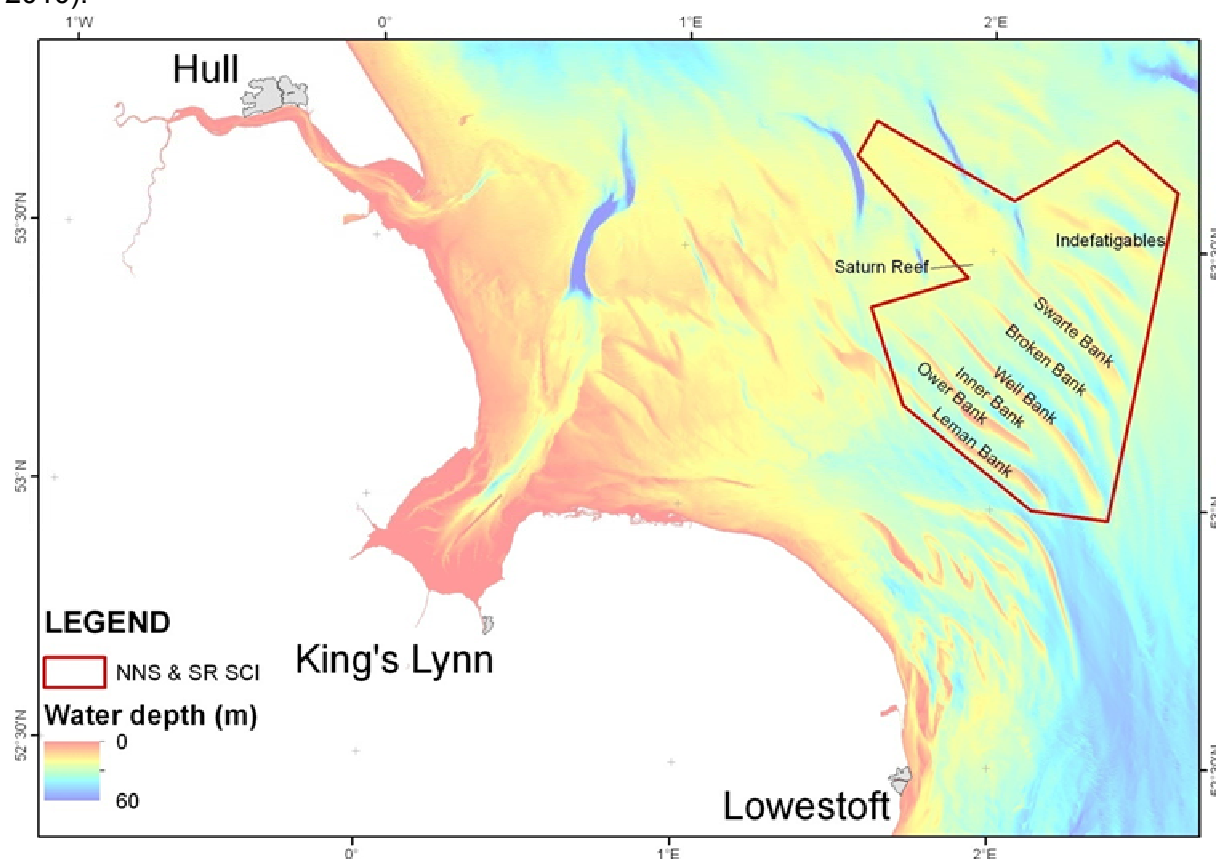 1°W 0° 1°E 2°E
Hull
53°30'N
53°30'N
Indefatigables
Saturn Reef
Swarte Bank
Broken Bank
Well Bank
Inner Bank
Ower Bank
Leman Bank
53°N
LEGEND
NNS & SR SCI
King's Lynn
Water depth (m)
0
60
52°30'N
Lowestoft
0° 1°E 2°E